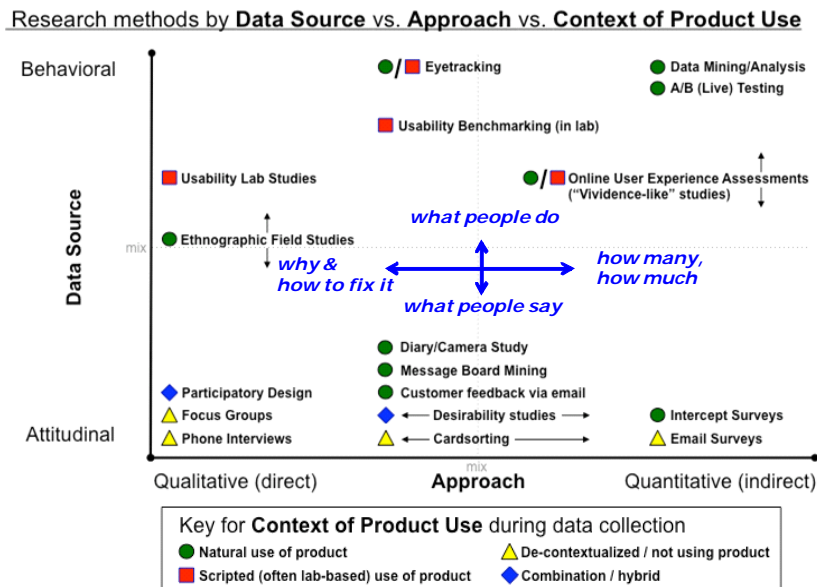 Research methods by Data Source vs. Approach vs. Context of Product Use
Behavioral
/ Eyetracking
Data Mining/Analysis
A/B (Live) Testing
Usability Benchmarking (in lab)
Usability Lab Studies
/ Online User Experience Assessments
("Vividence-like" studies)
what people do
Ethnographic Field Studies
mix
Data Source
why &
how to fix it
how many,
how much
what people say
Diary/Camera Study
Message Board Mining
Participatory Design
Customer feedback via email
Focus Groups
Desirability studies
Intercept Surveys
Attitudinal
Phone Interviews
Cardsorting
Email Surveys
mix
Qualitative (direct)
Approach
Quantitative (indirect)
Key for Context of Product Use during data collection
Natural use of product
De-contextualized / not using product
Scripted (often lab-based) use of product
Combination / hybrid